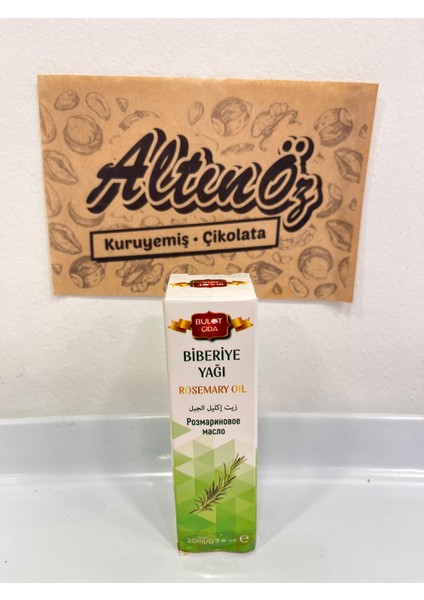 AltınÖz
Kuruyemiş • Çikolata
BULOT
GIDA
BİBERİYE
YAĞI
ROSEMARY OIL
زيت إكليل الجبل
Розмариновое
масло
20ml/0.7 fl oz e